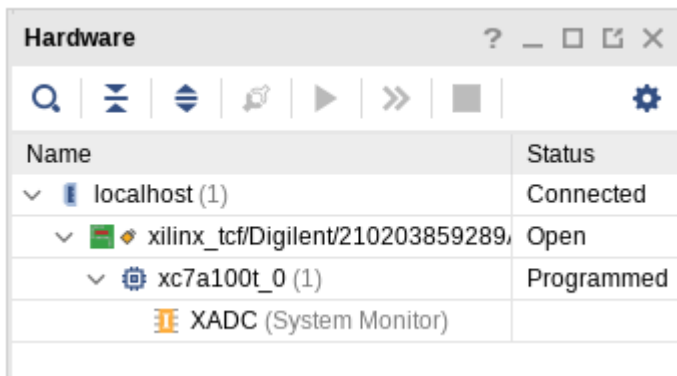 Hardware ? _
Name Status
localhost (1) Connected
xilinx_tcf/Digilent/210203859289/ Open
xc7a100t_0 (1) Programmed
XADC (System Monitor)